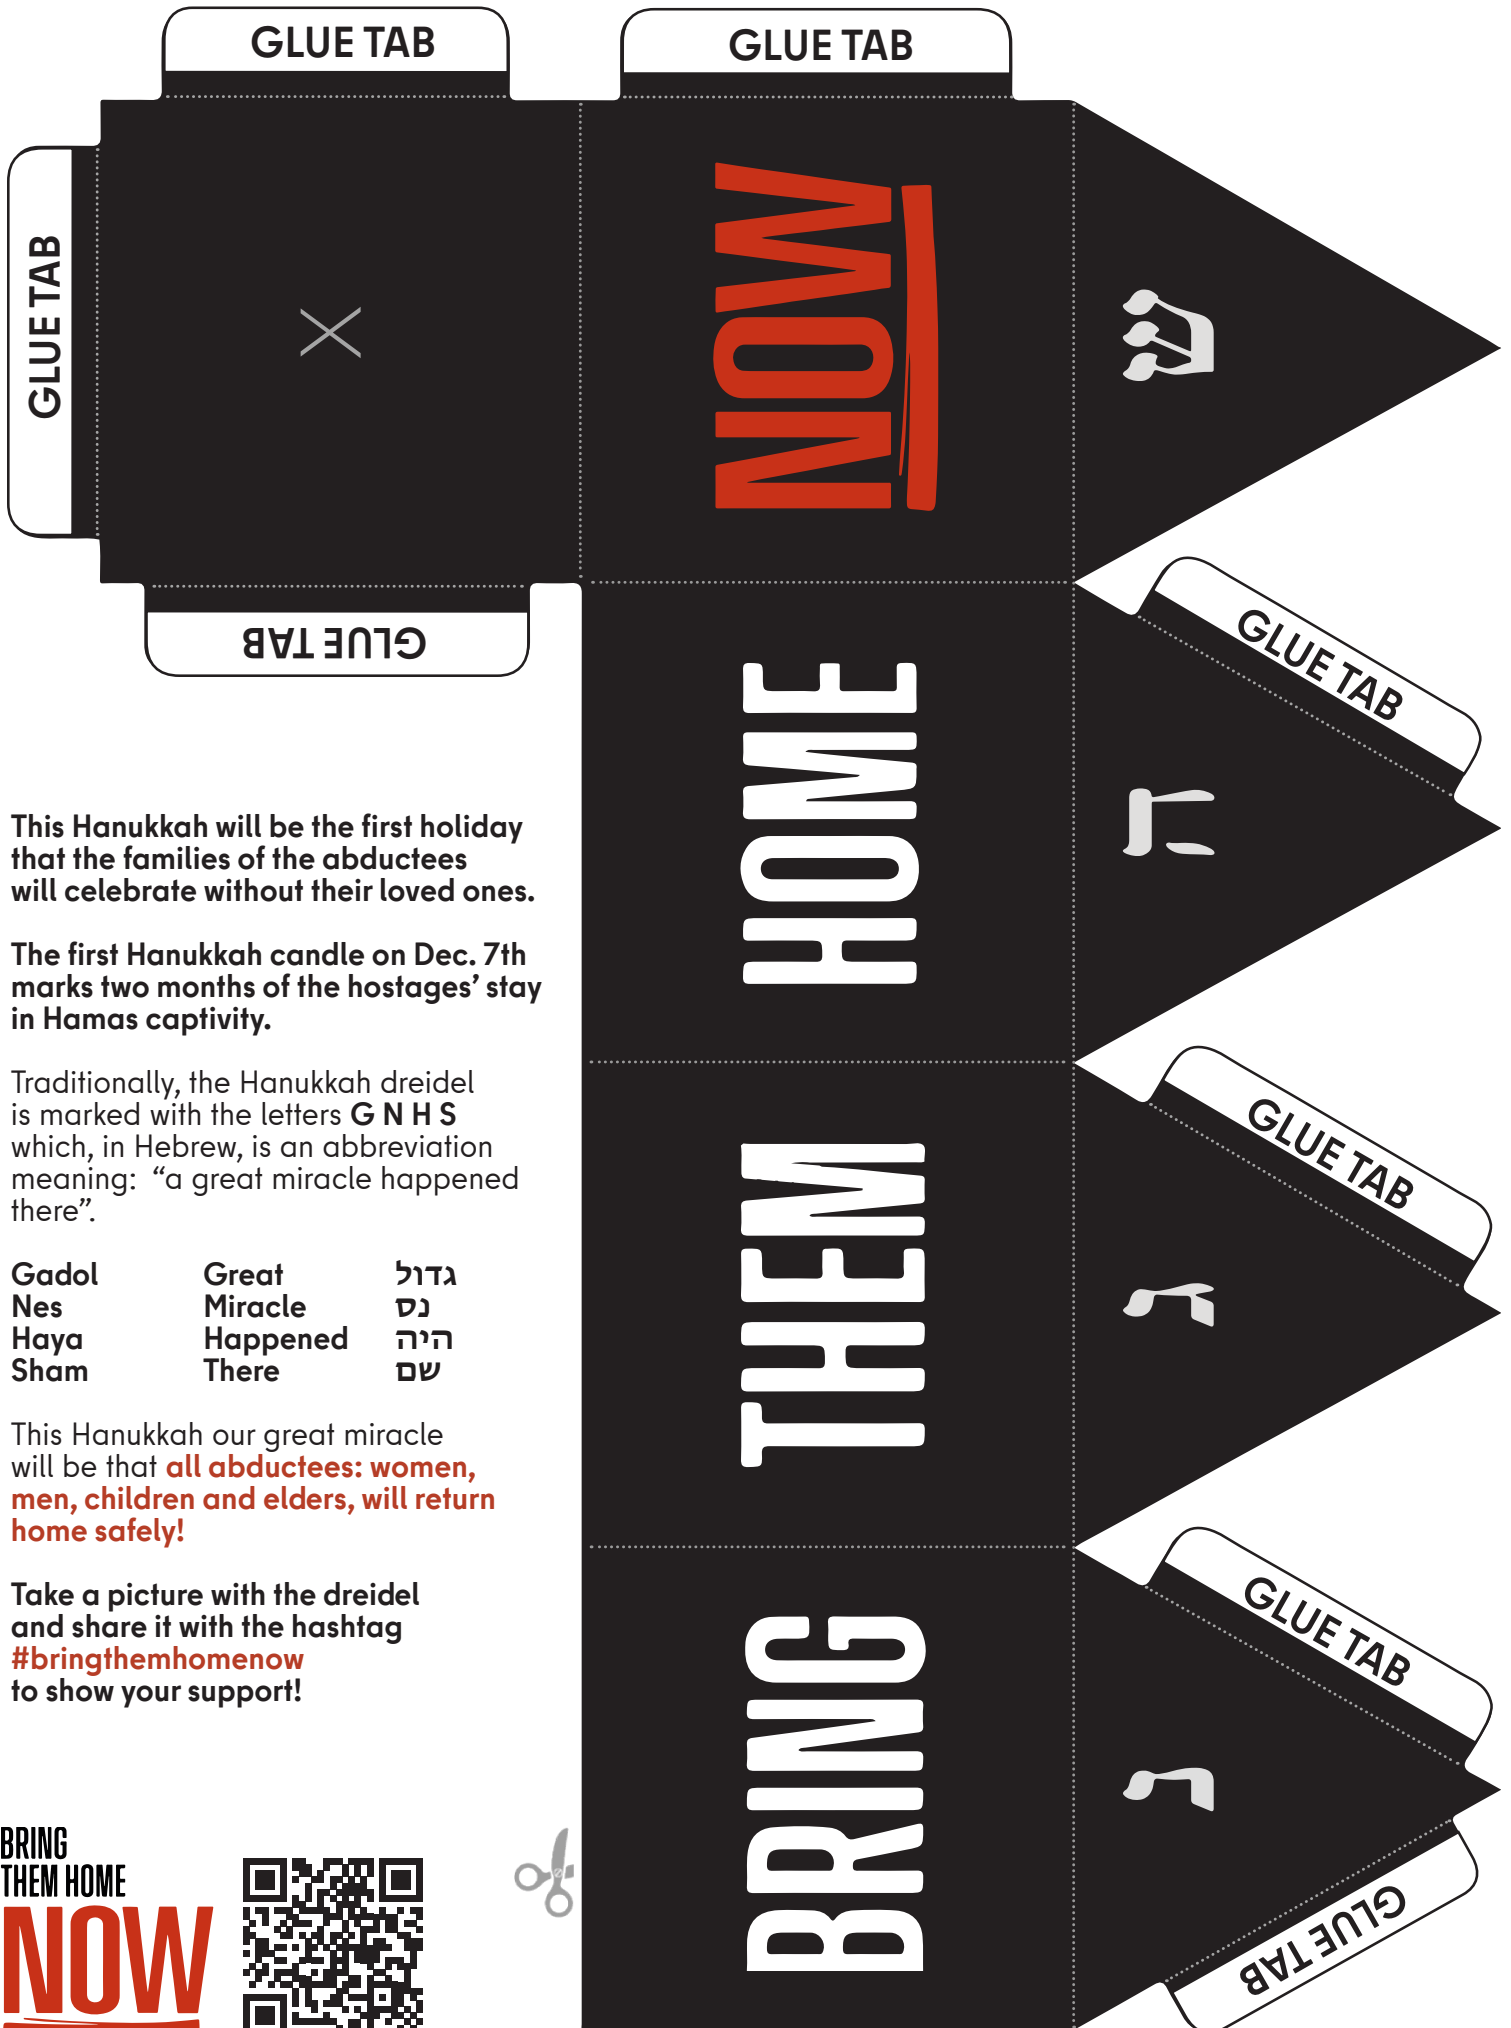 GLUE TAB
GLUE TAB
GLUE TAB
NOW
ש
GLUE TAB
GLUE TAB
HOME
ה
GLUE TAB
THEM
ג
GLUE TAB
BRING
נ
GLUE TAB
This Hanukkah will be the first holiday
that the families of the abductees
will celebrate without their loved ones.
The first Hanukkah candle on Dec. 7th
marks two months of the hostages’ stay
in Hamas captivity.
Traditionally, the Hanukkah dreidel
is marked with the letters G N H S
which, in Hebrew, is an abbreviation
meaning: “a great miracle happened
there”.
Gadol Great גדול
Nes Miracle נס
Haya Happened היה
Sham There שם
This Hanukkah our great miracle
will be that all abductees: women,
men, children and elders, will return
home safely!
Take a picture with the dreidel
and share it with the hashtag
#bringthemhomenow
to show your support!
BRING
THEM HOME
NOW